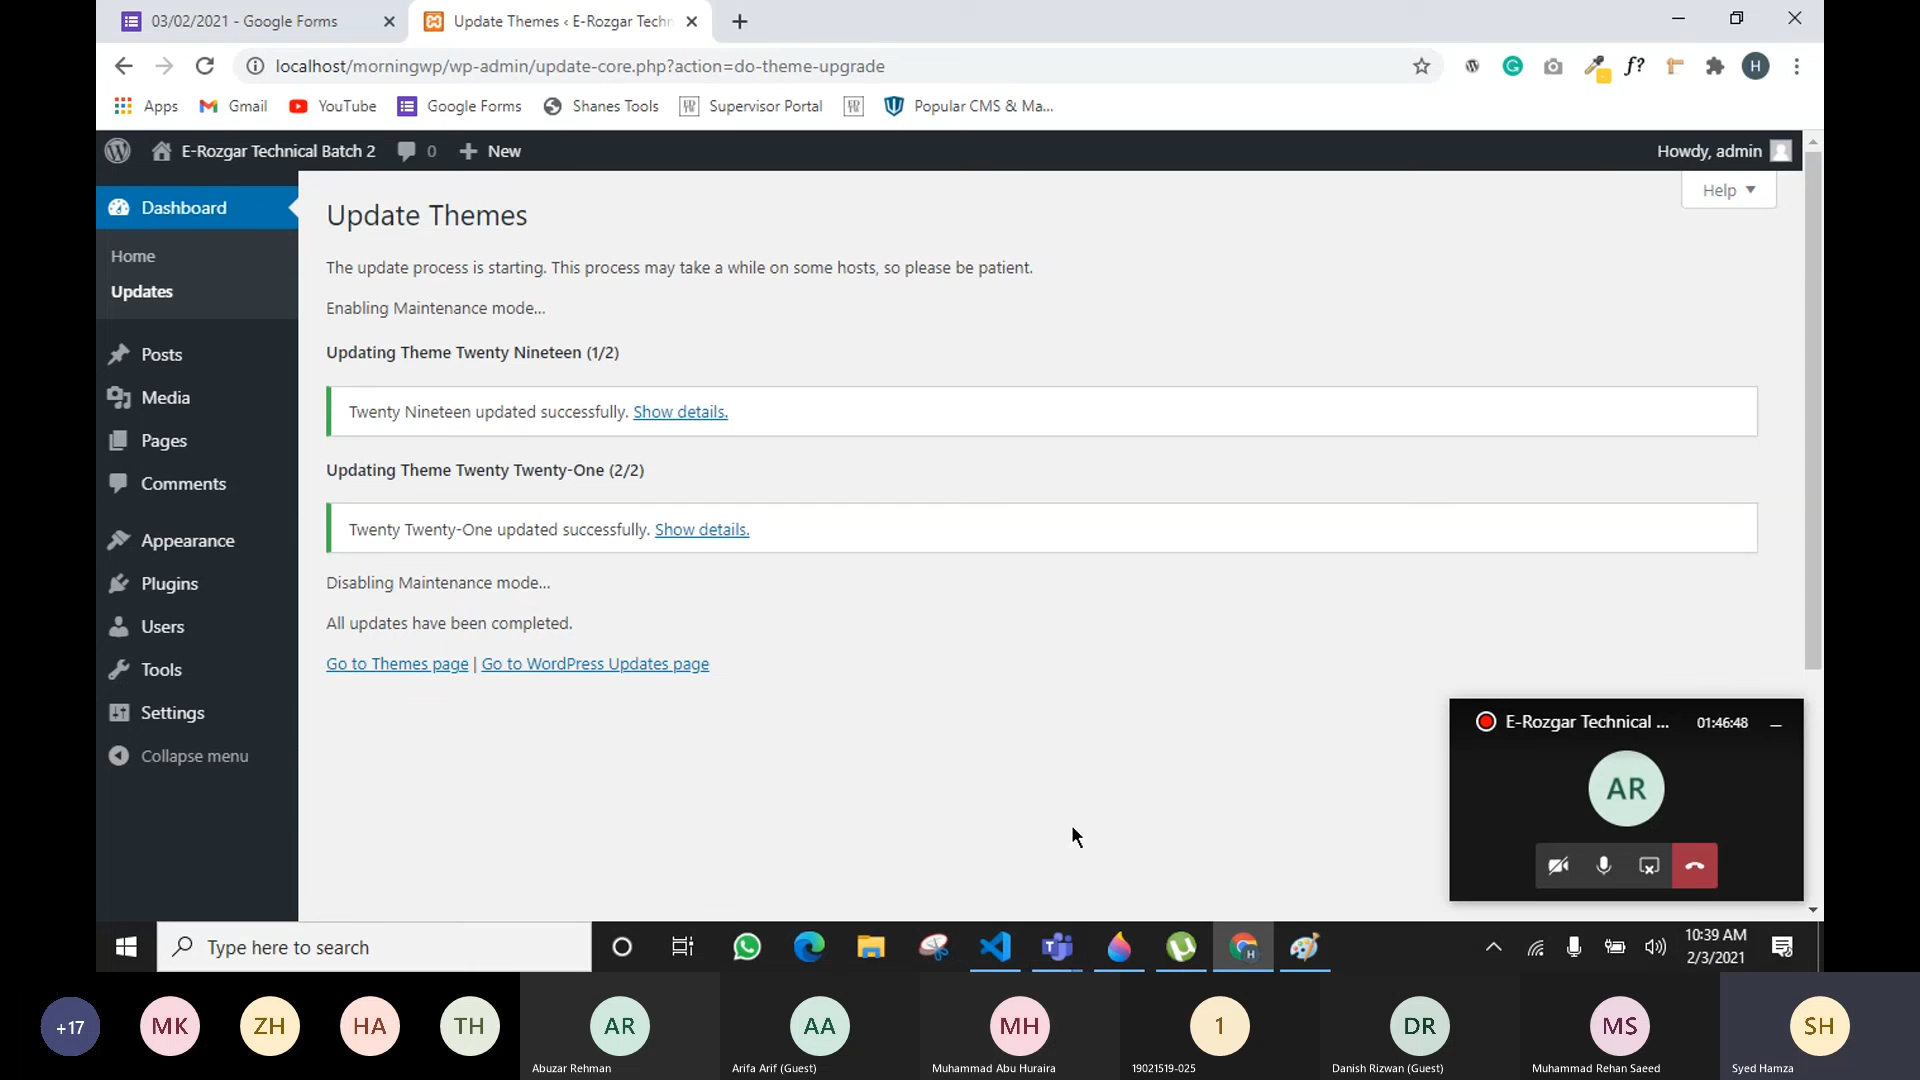 03/02/2021 - Google Forms
Update Themes ‹ E-Rozgar Techn
localhost/morningwp/wp-admin/update-core.php?action=do-theme-upgrade
f?
H
Apps
Gmail
YouTube
Google Forms
Shanes Tools
Supervisor Portal
Popular CMS & Ma...
E-Rozgar Technical Batch 2
0
New
Howdy, admin
Help
Dashboard
Home
Updates
Posts
Media
Pages
Comments
Appearance
Plugins
Users
Tools
Settings
Collapse menu
Update Themes
The update process is starting. This process may take a while on some hosts, so please be patient.
Enabling Maintenance mode...
Updating Theme Twenty Nineteen (1/2)
Twenty Nineteen updated successfully. Show details.
Updating Theme Twenty Twenty-One (2/2)
Twenty Twenty-One updated successfully. Show details.
Disabling Maintenance mode...
All updates have been completed.
Go to Themes page | Go to WordPress Updates page
E-Rozgar Technical ...
01:46:48
AR
Type here to search
10:39 AM
2/3/2021
+17
MK
ZH
HA
TH
AR
Abuzar Rehman
AA
Arifa Arif (Guest)
MH
Muhammad Abu Huraira
1
19021519-025
DR
Danish Rizwan (Guest)
MS
Muhammad Rehan Saeed
SH
Syed Hamza